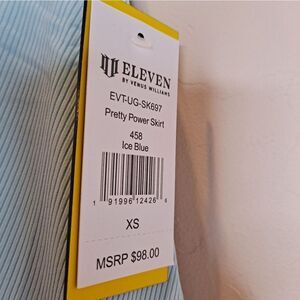 ELEVEN
BY VENUS WILLIAMS
EVT-UG-SK697
Pretty Power Skirt
458
Ice Blue
1 91996 12426 6
XS
MSRP $98.00